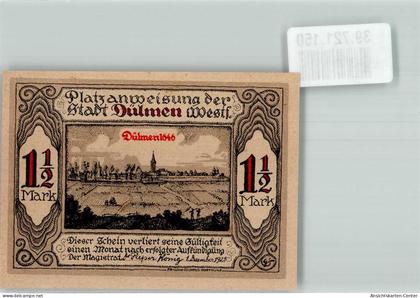 39.721.150
Platzanweisung der
Stadt Dülmen Westf.
Dülmen 1646
1 1/2
Mark
1 1/2
Mark
Dieser Schein verliert seine Gültigkeit
einen Monat nach erfolgter Aufkündigung
Der Magistrat